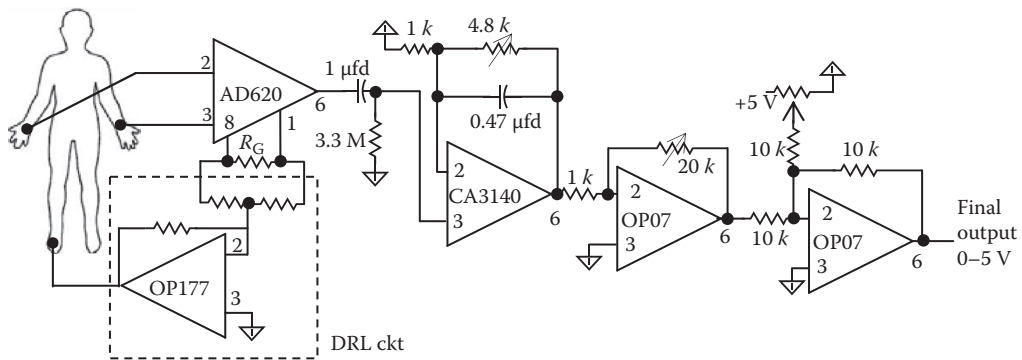 1 k
4.8 k
1 µfd
0.47 µfd
2
3
AD620
6
8
1
R_G
3.3 M
2
3
CA3140
6
1 k
20 k
2
3
OP07
6
10 k
+5 V
10 k
10 k
2
3
OP07
6
Final
output
0–5 V
2
3
OP177
DRL ckt